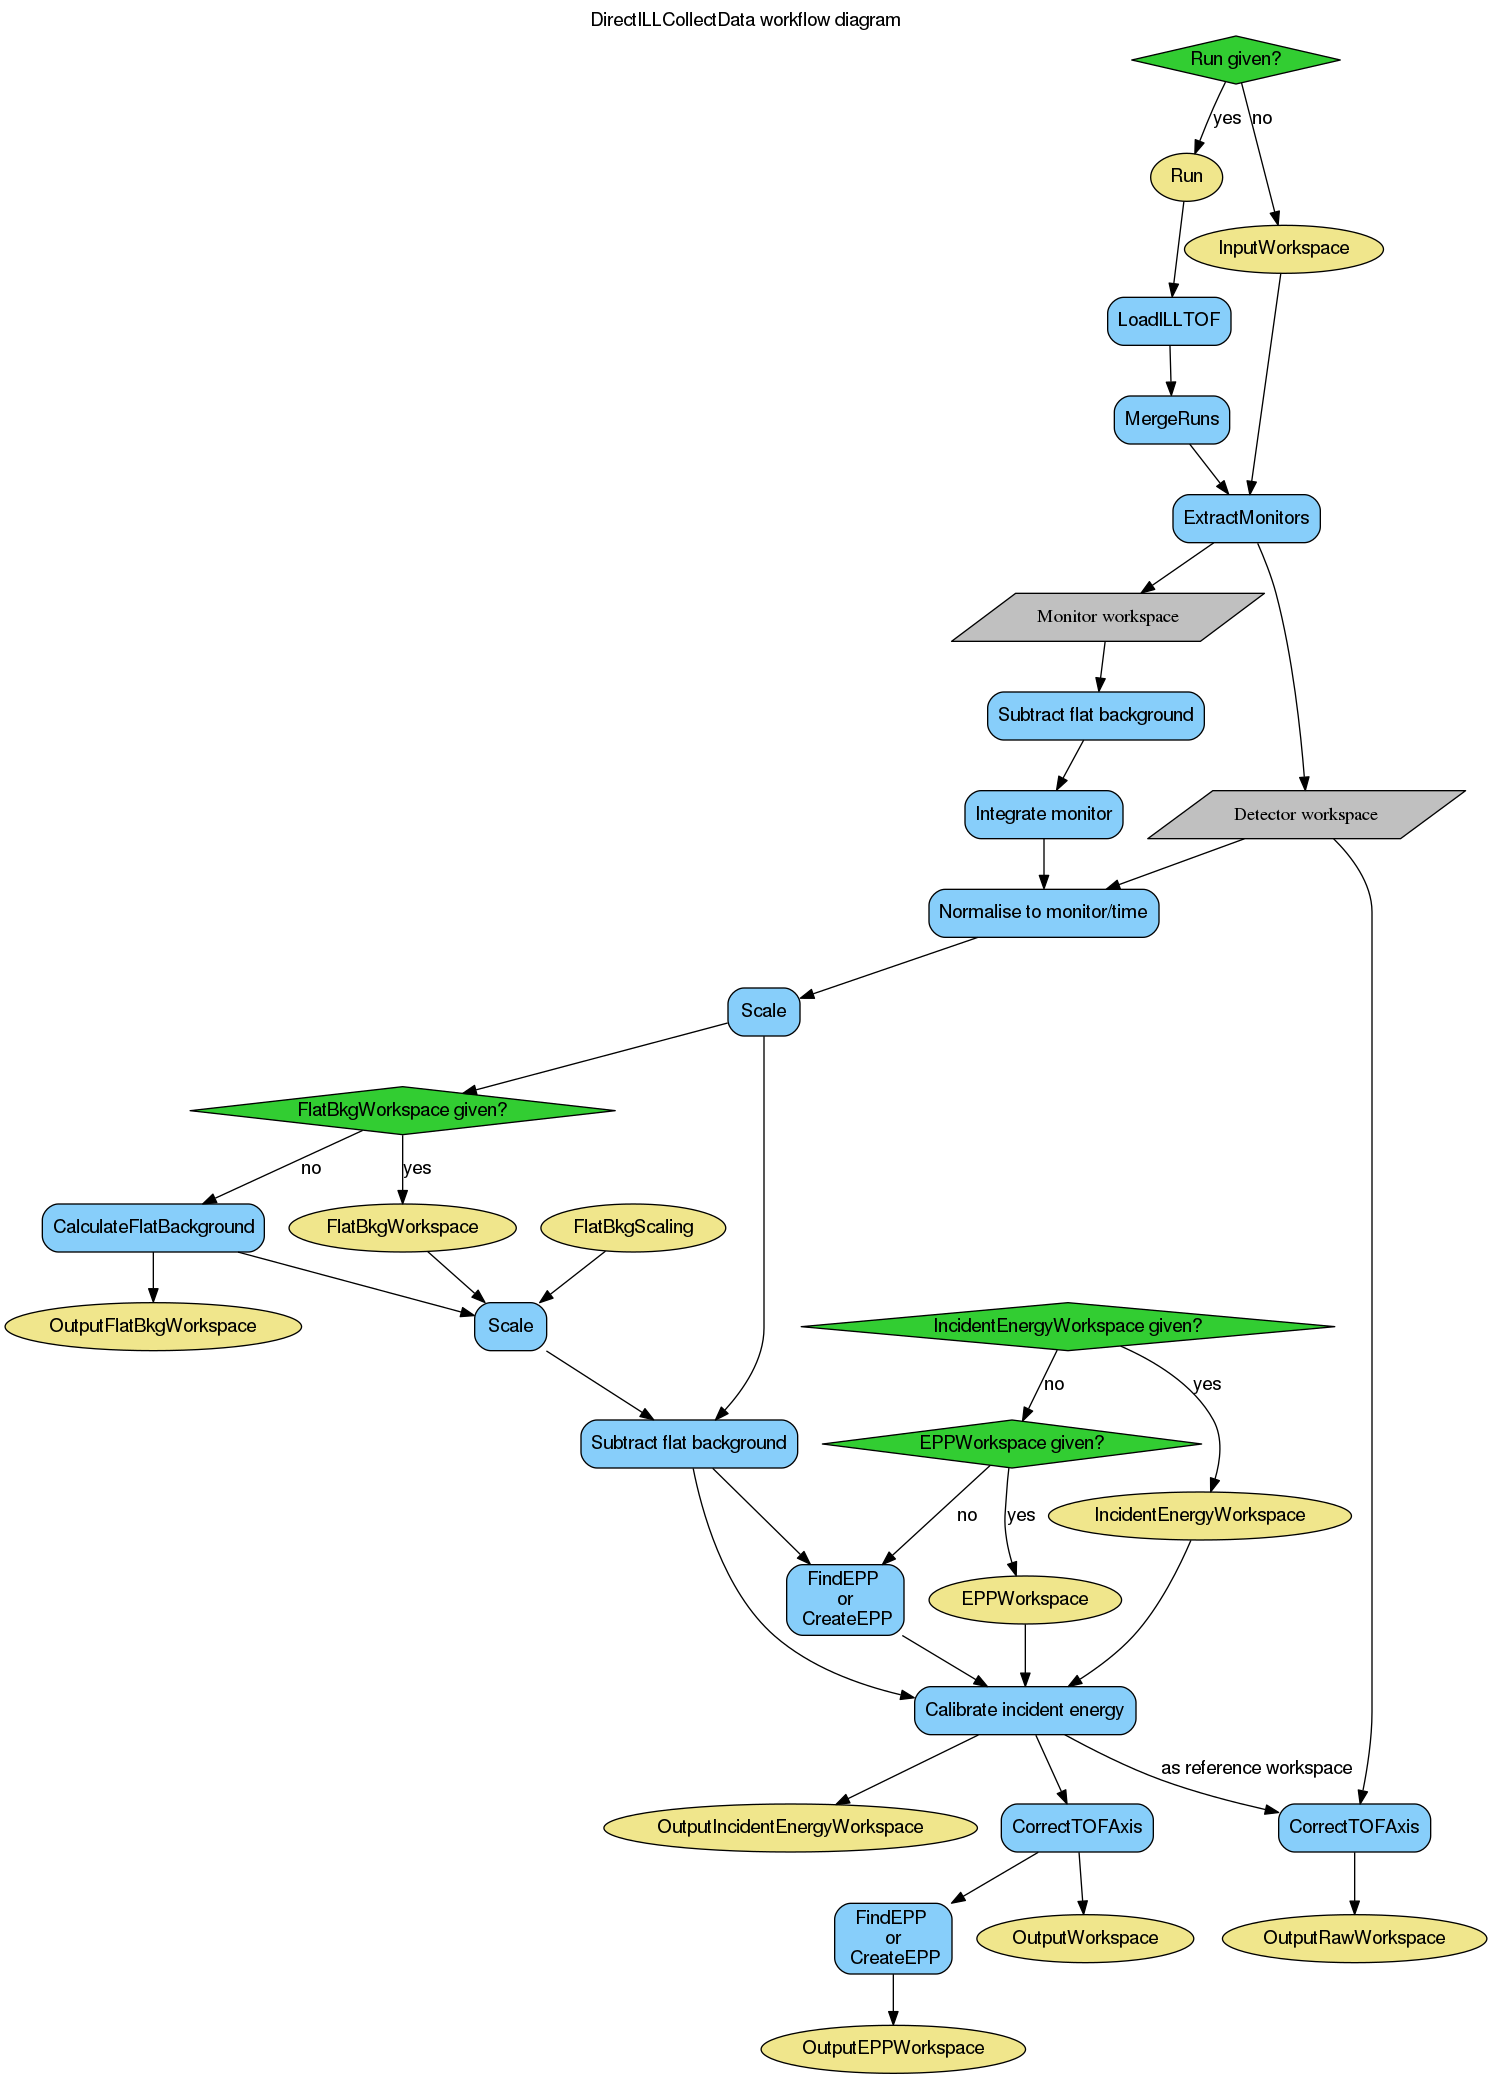 DirectILLCollectData workflow diagram
Run given?
yes
no
Run
InputWorkspace
LoadILLTOF
MergeRuns
ExtractMonitors
Monitor workspace
Subtract flat background
Integrate monitor
Detector workspace
Normalise to monitor/time
Scale
FlatBkgWorkspace given?
no
yes
CalculateFlatBackground
FlatBkgWorkspace
FlatBkgScaling
OutputFlatBkgWorkspace
Scale
IncidentEnergyWorkspace given?
no
yes
Subtract flat background
EPPWorkspace given?
no
yes
IncidentEnergyWorkspace
FindEPP
or
CreateEPP
EPPWorkspace
Calibrate incident energy
as reference workspace
OutputIncidentEnergyWorkspace
CorrectTOFAxis
CorrectTOFAxis
FindEPP
or
CreateEPP
OutputWorkspace
OutputRawWorkspace
OutputEPPWorkspace